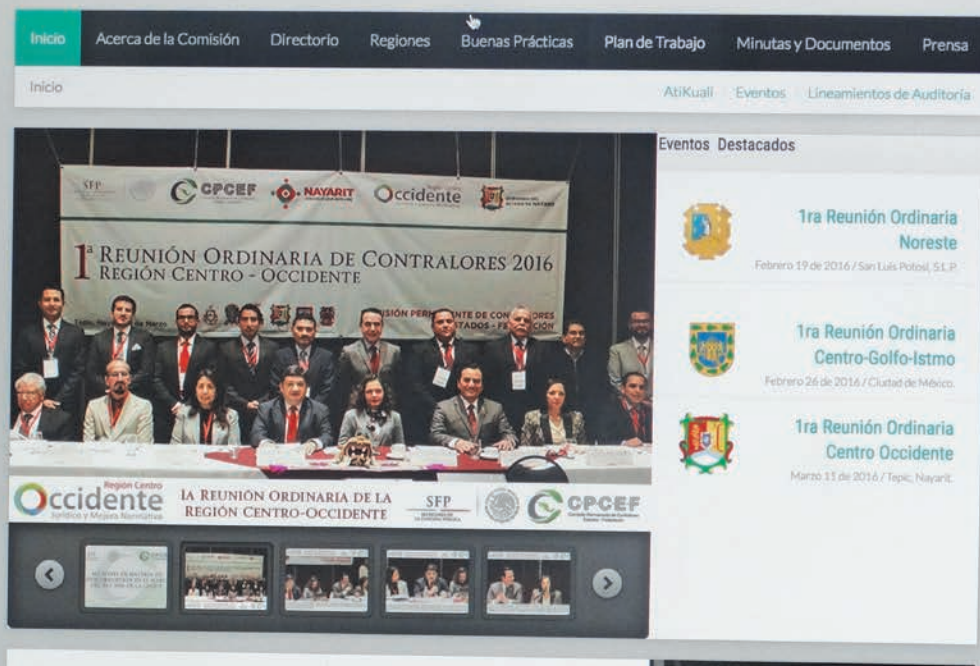 Inicio Acerca de la Comisión Directorio Regiones Buenas Prácticas Plan de Trabajo Minutas y Documentos Prensa
Inicio AtiKuali Eventos Lineamientos de Auditoría
SFP CPCEF NAYARIT Occidente
1ª REUNIÓN ORDINARIA DE CONTRALORES 2016
REGIÓN CENTRO - OCCIDENTE
Región Centro
Occidente
Jurídico y Mejora Normativa
1A REUNIÓN ORDINARIA DE LA
REGIÓN CENTRO-OCCIDENTE
SFP
CPCEF
Eventos Destacados
1ra Reunión Ordinaria
Noreste
Febrero 19 de 2016 / San Luis Potosí, S.L.P.
1ra Reunión Ordinaria
Centro-Golfo-Istmo
Febrero 26 de 2016 / Ciudad de México.
1ra Reunión Ordinaria
Centro Occidente
Marzo 11 de 2016 / Tepic, Nayarit.